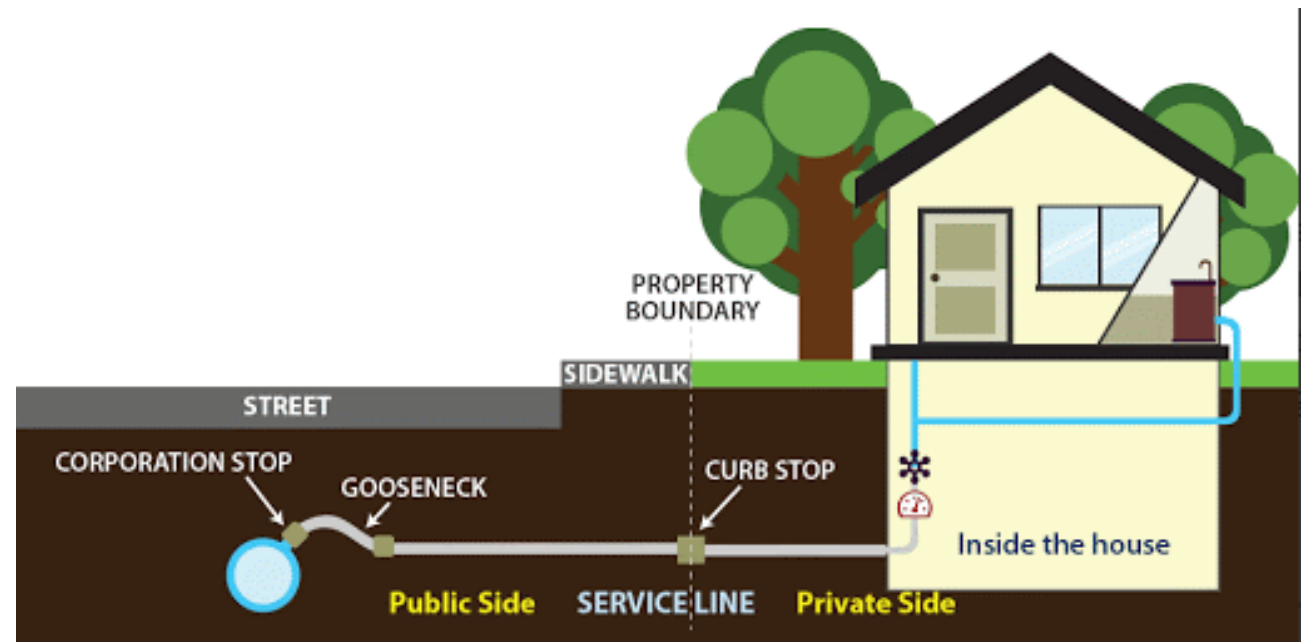 PROPERTY
BOUNDARY
SIDEWALK
STREET
CORPORATION STOP
GOOSENECK
CURB STOP
Inside the house
Public Side
SERVICE LINE
Private Side